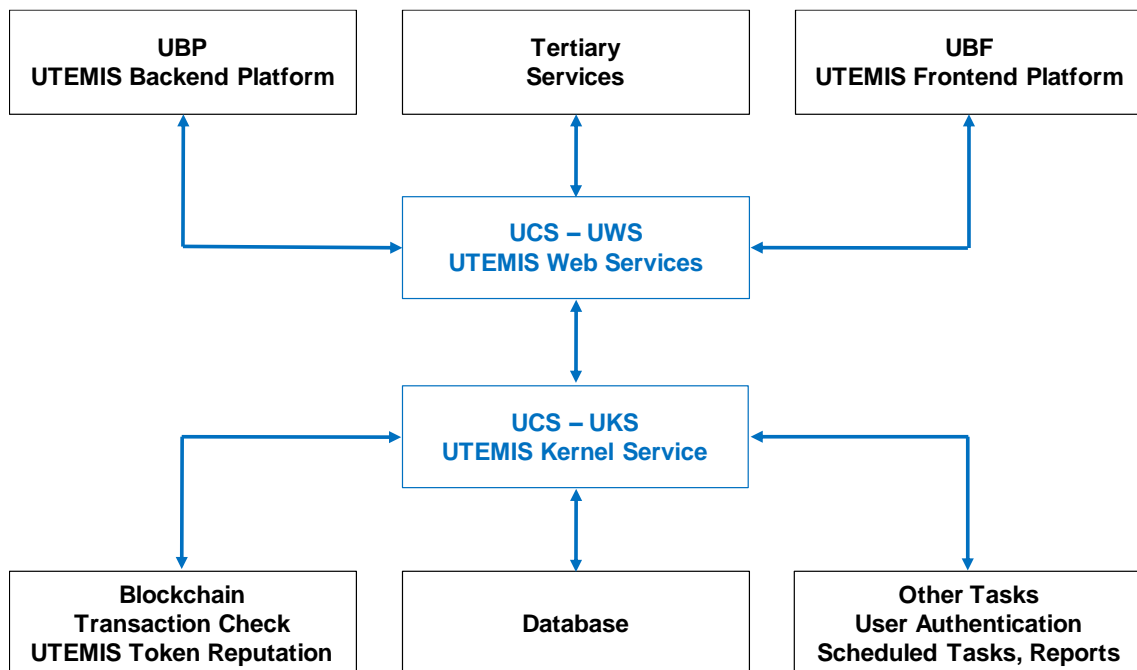 UBP
UTEMIS Backend Platform
Tertiary
Services
UBF
UTEMIS Frontend Platform
UCS – UWS
UTEMIS Web Services
UCS – UKS
UTEMIS Kernel Service
Blockchain
Transaction Check
UTEMIS Token Reputation
Database
Other Tasks
User Authentication
Scheduled Tasks, Reports